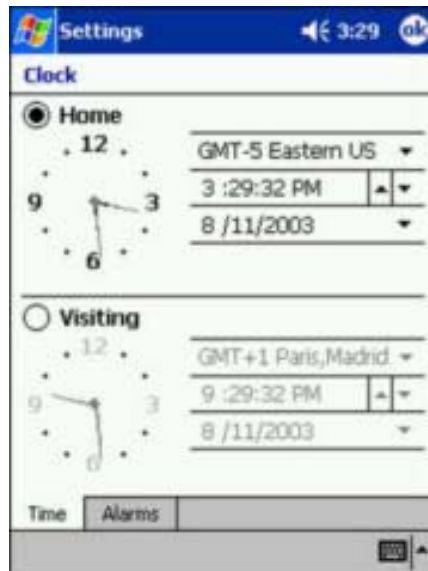 Settings 3:29 ok
Clock
Home
12
9 3
6
GMT-5 Eastern US
3 :29:32 PM
8 /11/2003
Visiting
12
9 3
6
GMT+1 Paris,Madrid
9 :29:32 PM
8 /11/2003
Time Alarms